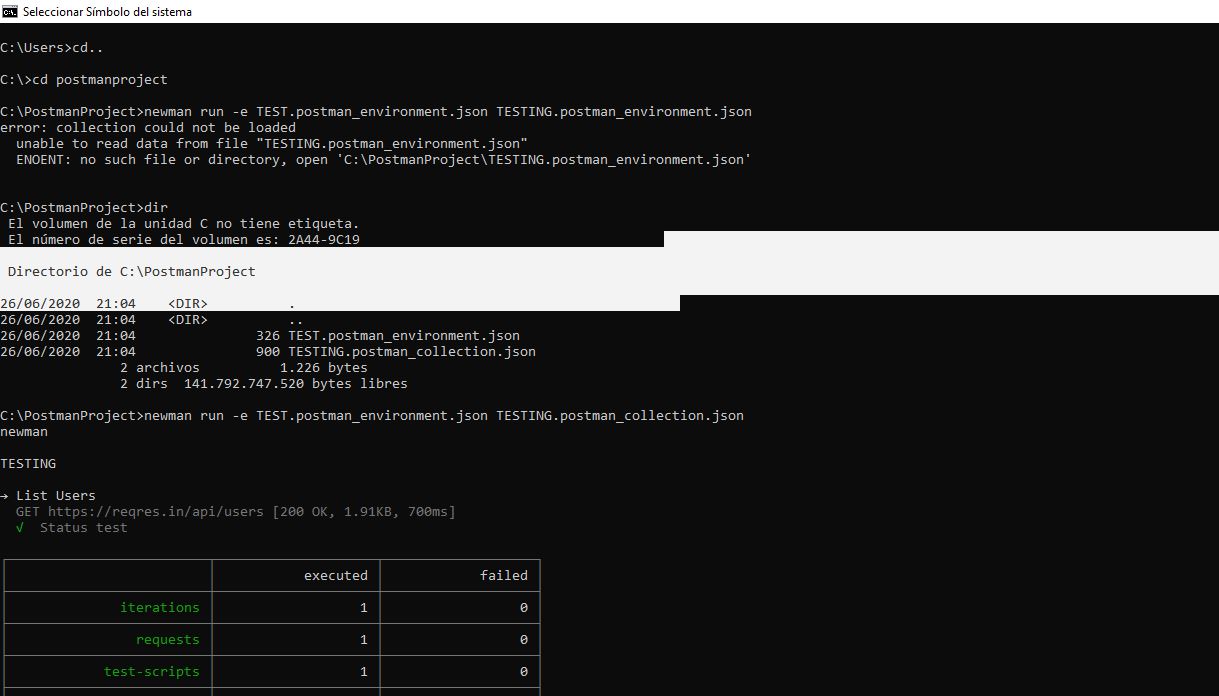 Seleccionar Símbolo del sistema
C:\Users>cd..
C:\>cd postmanproject
C:\PostmanProject>newman run -e TEST.postman_environment.json TESTING.postman_environment.json
error: collection could not be loaded
  unable to read data from file "TESTING.postman_environment.json"
  ENOENT: no such file or directory, open 'C:\PostmanProject\TESTING.postman_environment.json'
C:\PostmanProject>dir
 El volumen de la unidad C no tiene etiqueta.
 El número de serie del volumen es: 2A44-9C19
 Directorio de C:\PostmanProject
26/06/2020  21:04    <DIR>          .
26/06/2020  21:04    <DIR>          ..
26/06/2020  21:04               326 TEST.postman_environment.json
26/06/2020  21:04               900 TESTING.postman_collection.json
               2 archivos          1.226 bytes
               2 dirs  141.792.747.520 bytes libres
C:\PostmanProject>newman run -e TEST.postman_environment.json TESTING.postman_collection.json
newman
TESTING
→ List Users
  GET https://reqres.in/api/users [200 OK, 1.91KB, 700ms]
  √  Status test
executed failed
iterations 1 0
requests 1 0
test-scripts 1 0